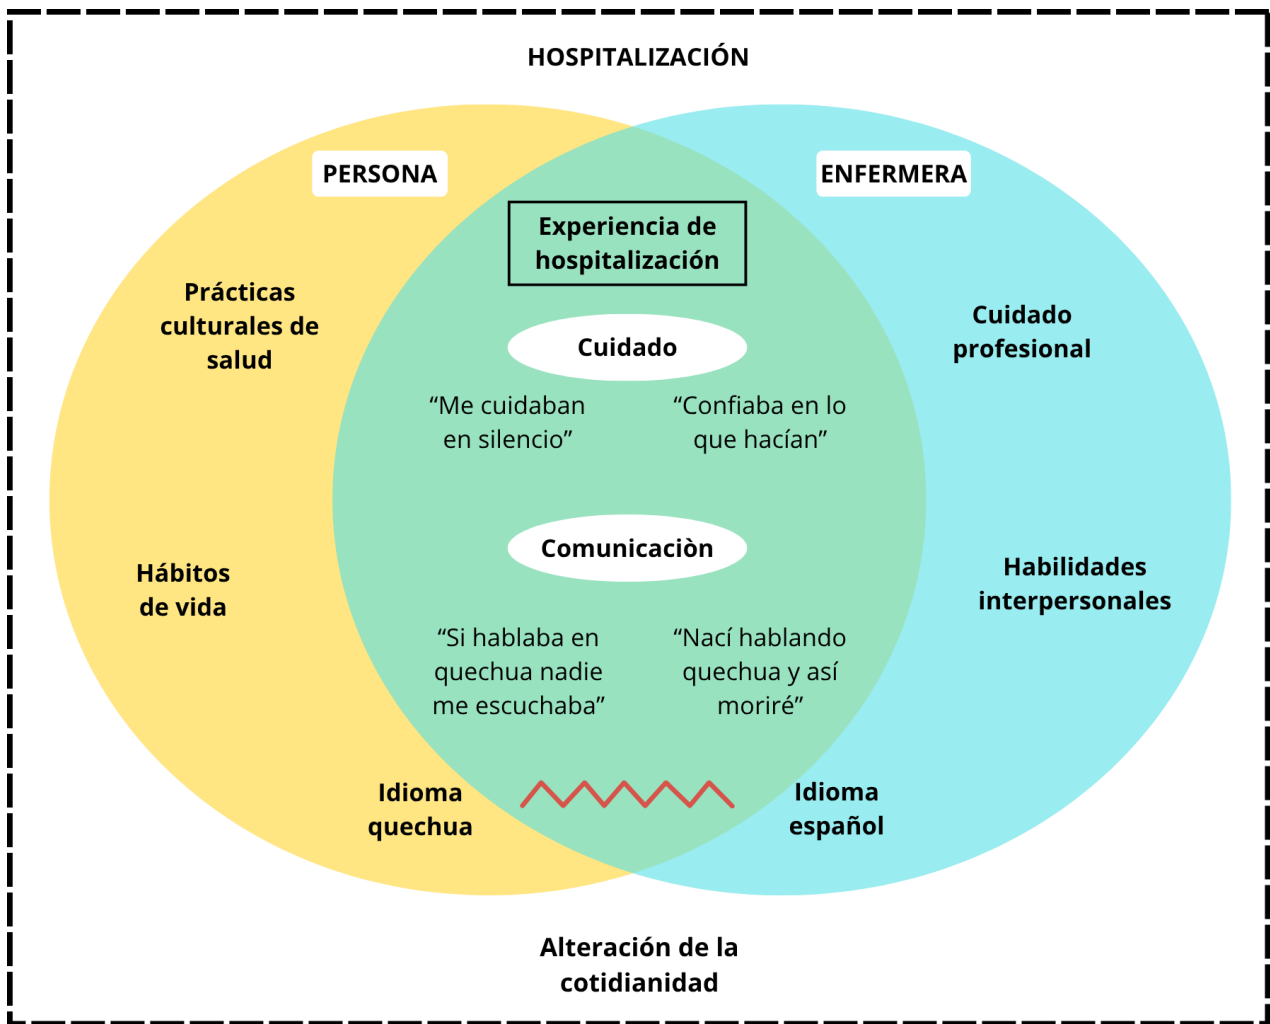 HOSPITALIZACIÓN
PERSONA
ENFERMERA
Experiencia de
hospitalización
Prácticas
culturales de
salud
Cuidado
profesional
Cuidado
“Me cuidaban
en silencio”
“Confiaba en lo
que hacían”
Comunicaciòn
Hábitos
de vida
Habilidades
interpersonales
“Si hablaba en
quechua nadie
me escuchaba”
“Nací hablando
quechua y así
moriré”
Idioma
quechua
Idioma
español
Alteración de la
cotidianidad